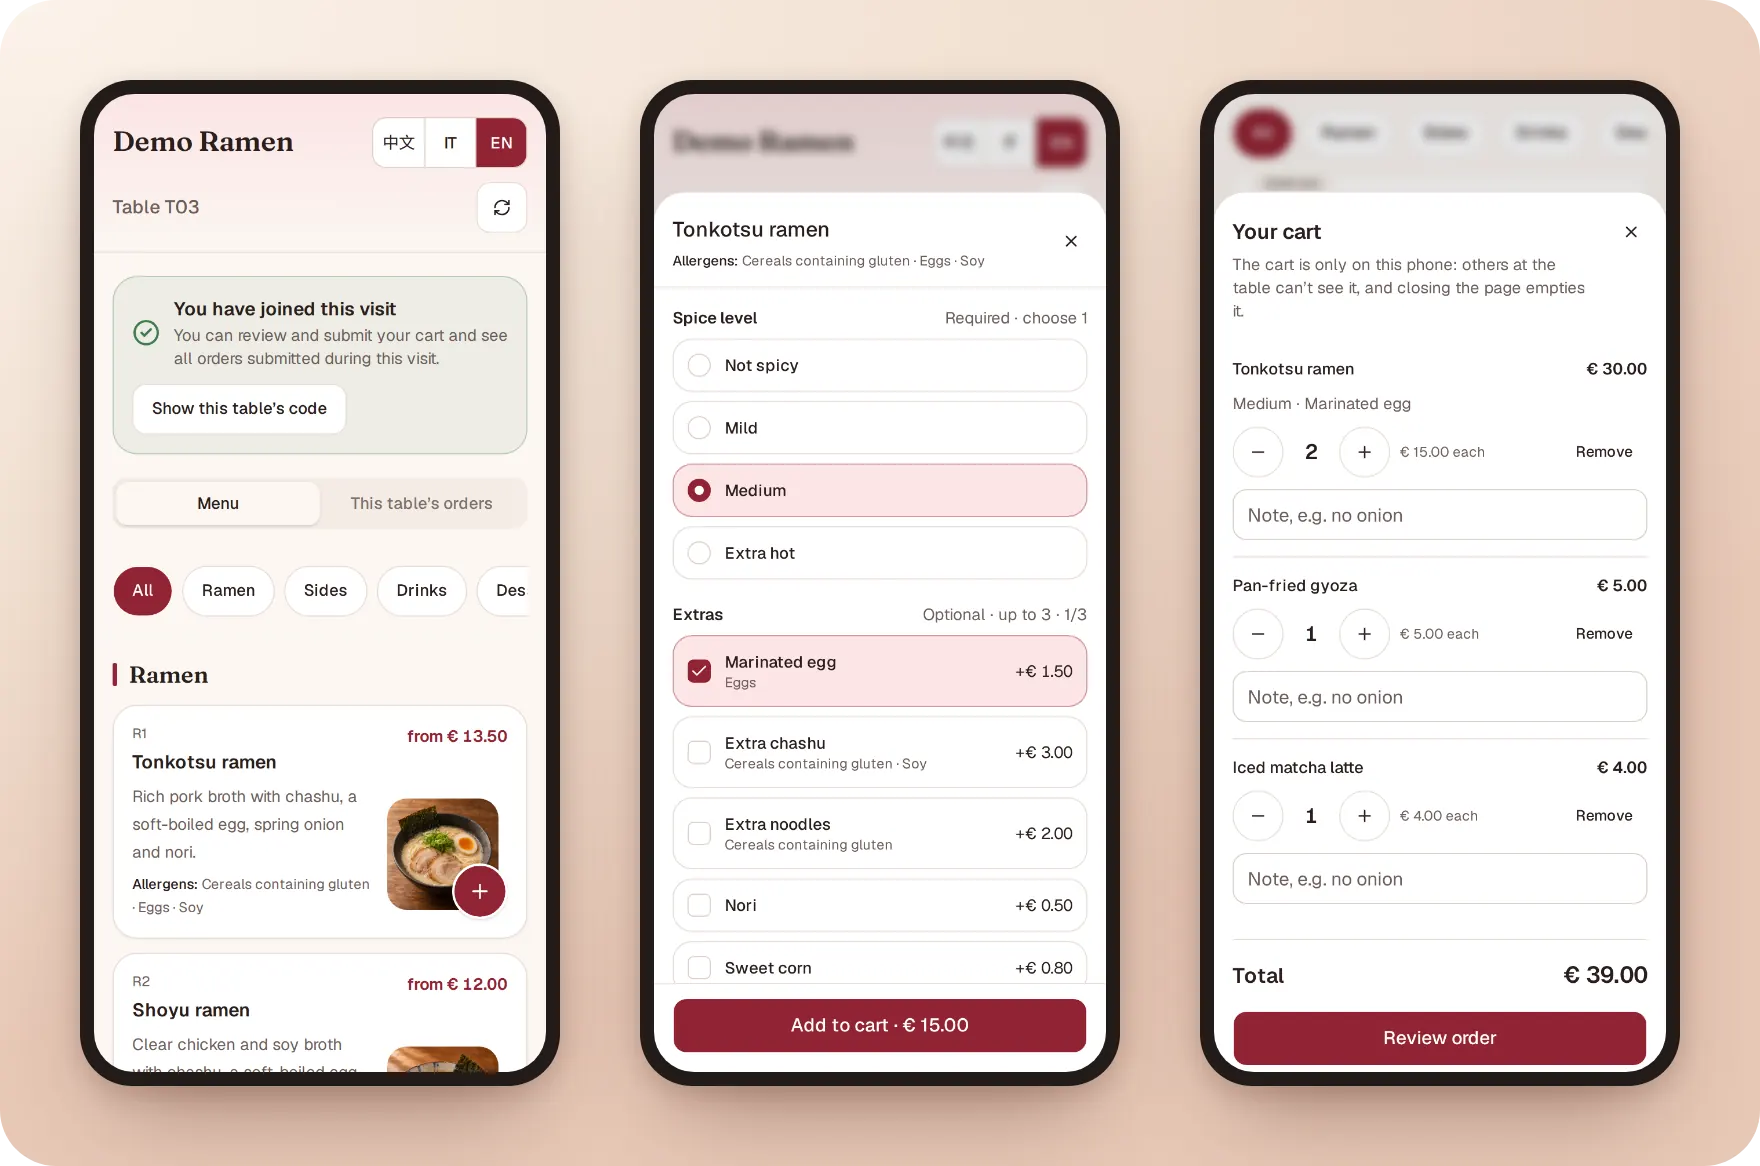 Demo Ramen
中文 IT EN
Table T03
You have joined this visit
You can review and submit your cart and see
all orders submitted during this visit.
Show this table's code
Menu This table's orders
All Ramen Sides Drinks Des
Ramen
R1
from € 13.50
Tonkotsu ramen
Rich pork broth with chashu, a
soft-boiled egg, spring onion
and nori.
Allergens: Cereals containing gluten
· Eggs · Soy
R2
from € 12.00
Shoyu ramen
Clear chicken and soy broth
with chashu, a soft-boiled egg
Demo Ramen
Tonkotsu ramen
Allergens: Cereals containing gluten · Eggs · Soy
Spice level Required · choose 1
Not spicy
Mild
Medium
Extra hot
Extras Optional · up to 3 · 1/3
Marinated egg +€ 1.50
Eggs
Extra chashu +€ 3.00
Cereals containing gluten · Soy
Extra noodles +€ 2.00
Cereals containing gluten
Nori +€ 0.50
Sweet corn +€ 0.80
Add to cart · € 15.00
Your cart
The cart is only on this phone: others at the
table can't see it, and closing the page empties
it.
Tonkotsu ramen € 30.00
Medium · Marinated egg
− 2 + € 15.00 each Remove
Note, e.g. no onion
Pan-fried gyoza € 5.00
− 1 + € 5.00 each Remove
Note, e.g. no onion
Iced matcha latte € 4.00
− 1 + € 4.00 each Remove
Note, e.g. no onion
Total € 39.00
Review order